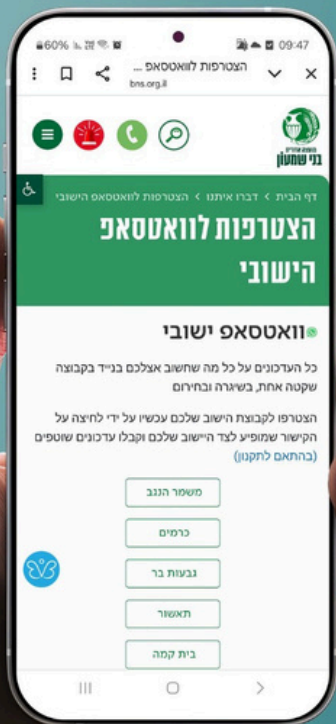 60% 09:47
הצטרפות לוואטסאפ ...
bns.org.il
מועצה אזורית
בני שמעון
דף הבית > דברו איתנו > הצטרפות לוואטסאפ הישובי
הצטרפות לוואטסאפ
הישובי
וואטסאפ ישובי
כל העדכונים על כל מה שחשוב אצלכם בנייד בקבוצה
שקטה אחת, בשיגרה ובחירום
הצטרפו לקבוצת הישוב שלכם עכשיו על ידי לחיצה על
הקישור שמופיע לצד היישוב שלכם וקבלו עדכונים שוטפים
(בהתאם לתקנון)
משמר הנגב
כרמים
גבעות בר
תאשור
בית קמה